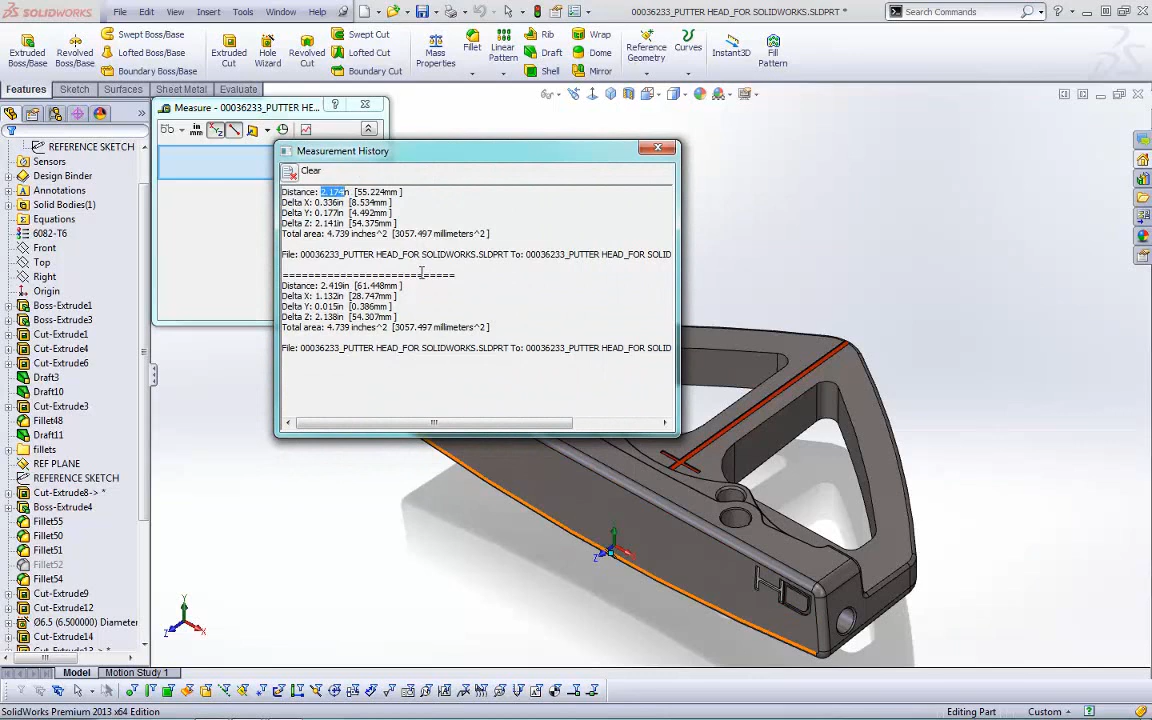 SOLIDWORKS
File Edit View Insert Tools Window Help
00036233_PUTTER HEAD_FOR SOLIDWORKS.SLDPRT *
Search Commands
Extruded Boss/Base
Revolved Boss/Base
Swept Boss/Base
Lofted Boss/Base
Boundary Boss/Base
Extruded Cut
Hole Wizard
Revolved Cut
Swept Cut
Lofted Cut
Boundary Cut
Mass Properties
Fillet
Linear Pattern
Rib
Draft
Shell
Wrap
Dome
Mirror
Reference Geometry
Curves
Instant3D
Fill Pattern
Features Sketch Surfaces Sheet Metal Evaluate
Measure - 00036233_PUTTER HE...
in
mm
Measurement History
Clear
Distance: 2.174in [55.224mm ]
Delta X: 0.336in [8.534mm ]
Delta Y: 0.177in [4.492mm ]
Delta Z: 2.141in [54.375mm ]
Total area: 4.739 inches^2 [3057.497 millimeters^2 ]
File: 00036233_PUTTER HEAD_FOR SOLIDWORKS.SLDPRT To: 00036233_PUTTER HEAD_FOR SOLID
===========================
Distance: 2.419in [61.448mm ]
Delta X: 1.132in [28.747mm ]
Delta Y: 0.015in [0.386mm ]
Delta Z: 2.138in [54.307mm ]
Total area: 4.739 inches^2 [3057.497 millimeters^2 ]
File: 00036233_PUTTER HEAD_FOR SOLIDWORKS.SLDPRT To: 00036233_PUTTER HEAD_FOR SOLID
REFERENCE SKETCH
Sensors
Design Binder
Annotations
Solid Bodies(1)
Equations
6082-T6
Front
Top
Right
Origin
Boss-Extrude1
Boss-Extrude3
Cut-Extrude1
Cut-Extrude4
Cut-Extrude6
Draft3
Draft10
Cut-Extrude3
Fillet48
Draft11
fillets
REF PLANE
REFERENCE SKETCH
Cut-Extrude8-> *
Boss-Extrude4
Fillet55
Fillet50
Fillet51
Fillet52
Fillet54
Cut-Extrude9
Cut-Extrude12
Ø6.5 (6.500000) Diameter
Cut-Extrude14
Cut-Extrude13-> *
Z
HD
Y
Z X
Model Motion Study 1
SolidWorks Premium 2013 x64 Edition
Editing Part
Custom